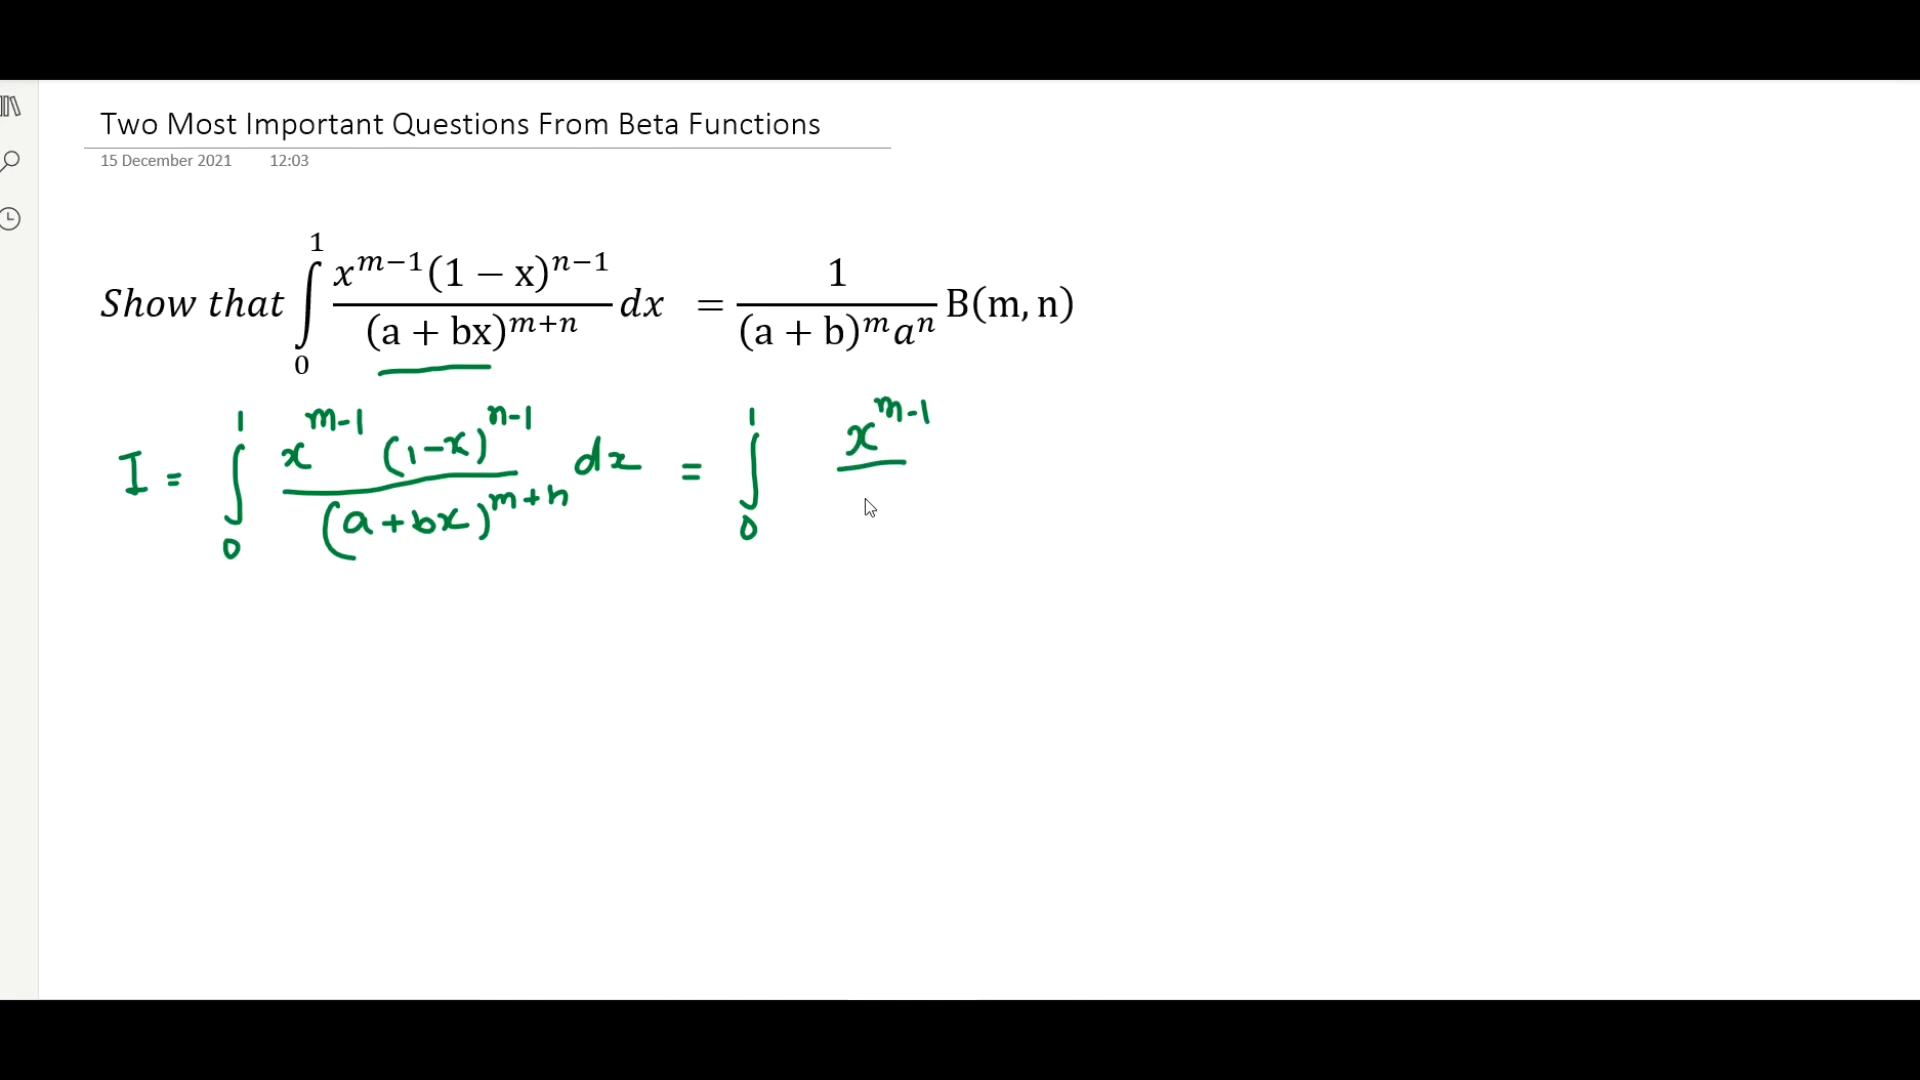 Two Most Important Questions From Beta Functions
15 December 2021 12:03
Show that ∫₀¹ x^{m−1}(1 − x)^{n−1} / (a + bx)^{m+n} dx = 1 / (a + b)^m a^n B(m, n)
I = ∫₀¹ x^{m-1} (1-x)^{n-1} / (a+bx)^{m+n} dx = ∫₀¹ x^{m-1}